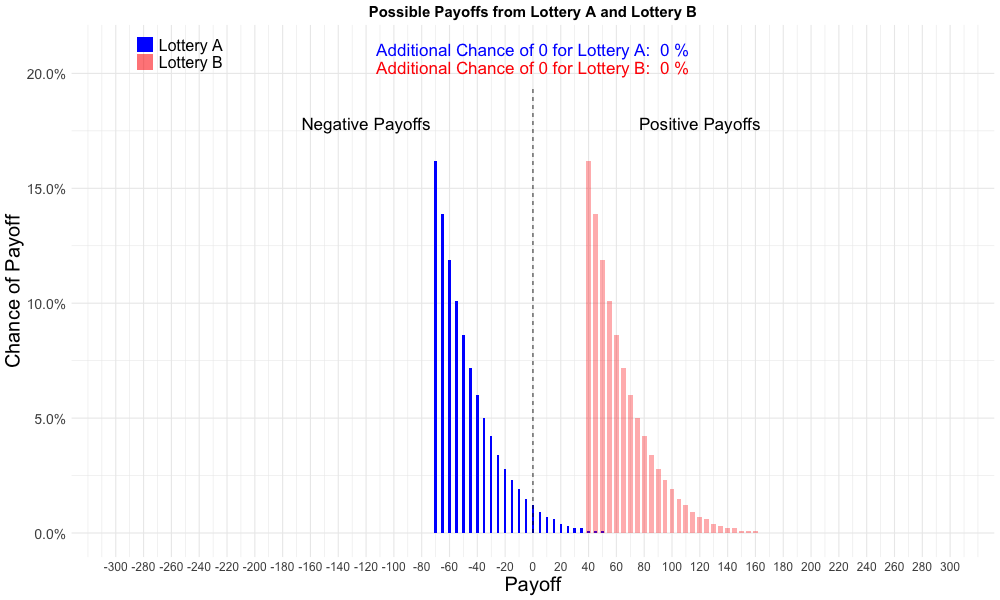 Possible Payoffs from Lottery A and Lottery B
Lottery A
Lottery B
Additional Chance of 0 for Lottery A:  0 %
Additional Chance of 0 for Lottery B:  0 %
Negative Payoffs
Positive Payoffs
Chance of Payoff
20.0%
15.0%
10.0%
5.0%
0.0%
-300 -280 -260 -240 -220 -200 -180 -160 -140 -120 -100 -80 -60 -40 -20 0 20 40 60 80 100 120 140 160 180 200 220 240 260 280 300
Payoff